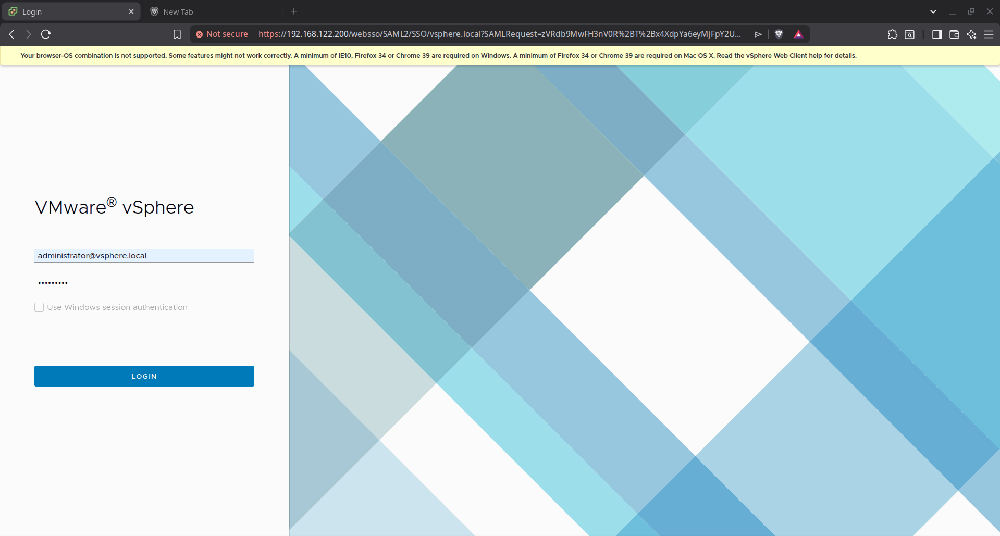 Login
New Tab
Not secure https://192.168.122.200/websso/SAML2/SSO/vsphere.local?SAMLRequest=zVRdb9MwFH3nV0R%2BT%2Bx4XdpYa6eyMjFpY2U...
Your browser-OS combination is not supported. Some features might not work correctly. A minimum of IE10, Firefox 34 or Chrome 39 are required on Windows. A minimum of Firefox 34 or Chrome 39 are required on Mac OS X. Read the vSphere Web Client help for details.
VMware® vSphere
administrator@vsphere.local
•••••••••
Use Windows session authentication
LOGIN